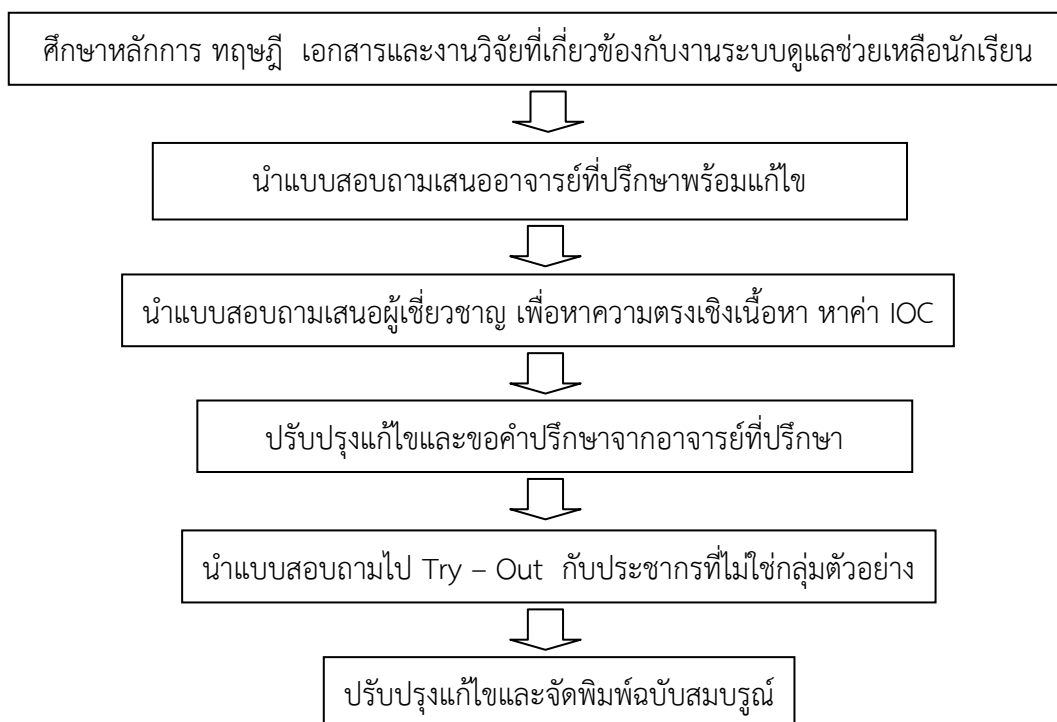 ศึกษาหลักการ ทฤษฎี  เอกสารและงานวิจัยที่เกี่ยวข้องกับงานระบบดูแลช่วยเหลือนักเรียน
นำแบบสอบถามเสนออาจารย์ที่ปรึกษาพร้อมแก้ไข
นำแบบสอบถามเสนอผู้เชี่ยวชาญ เพื่อหาความตรงเชิงเนื้อหา หาค่า IOC
ปรับปรุงแก้ไขและขอคำปรึกษาจากอาจารย์ที่ปรึกษา
นำแบบสอบถามไป Try – Out  กับประชากรที่ไม่ใช่กลุ่มตัวอย่าง
ปรับปรุงแก้ไขและจัดพิมพ์ฉบับสมบรูณ์